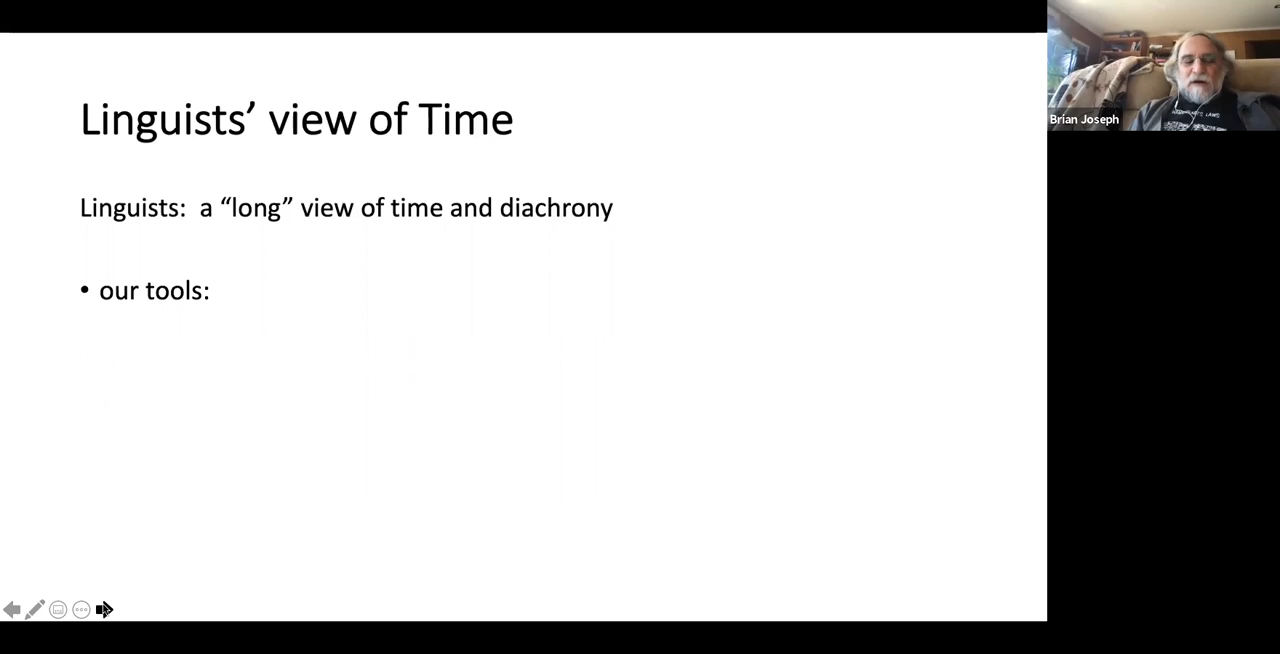 Linguists’ view of Time
Linguists:  a “long” view of time and diachrony
• our tools:
Brian Joseph